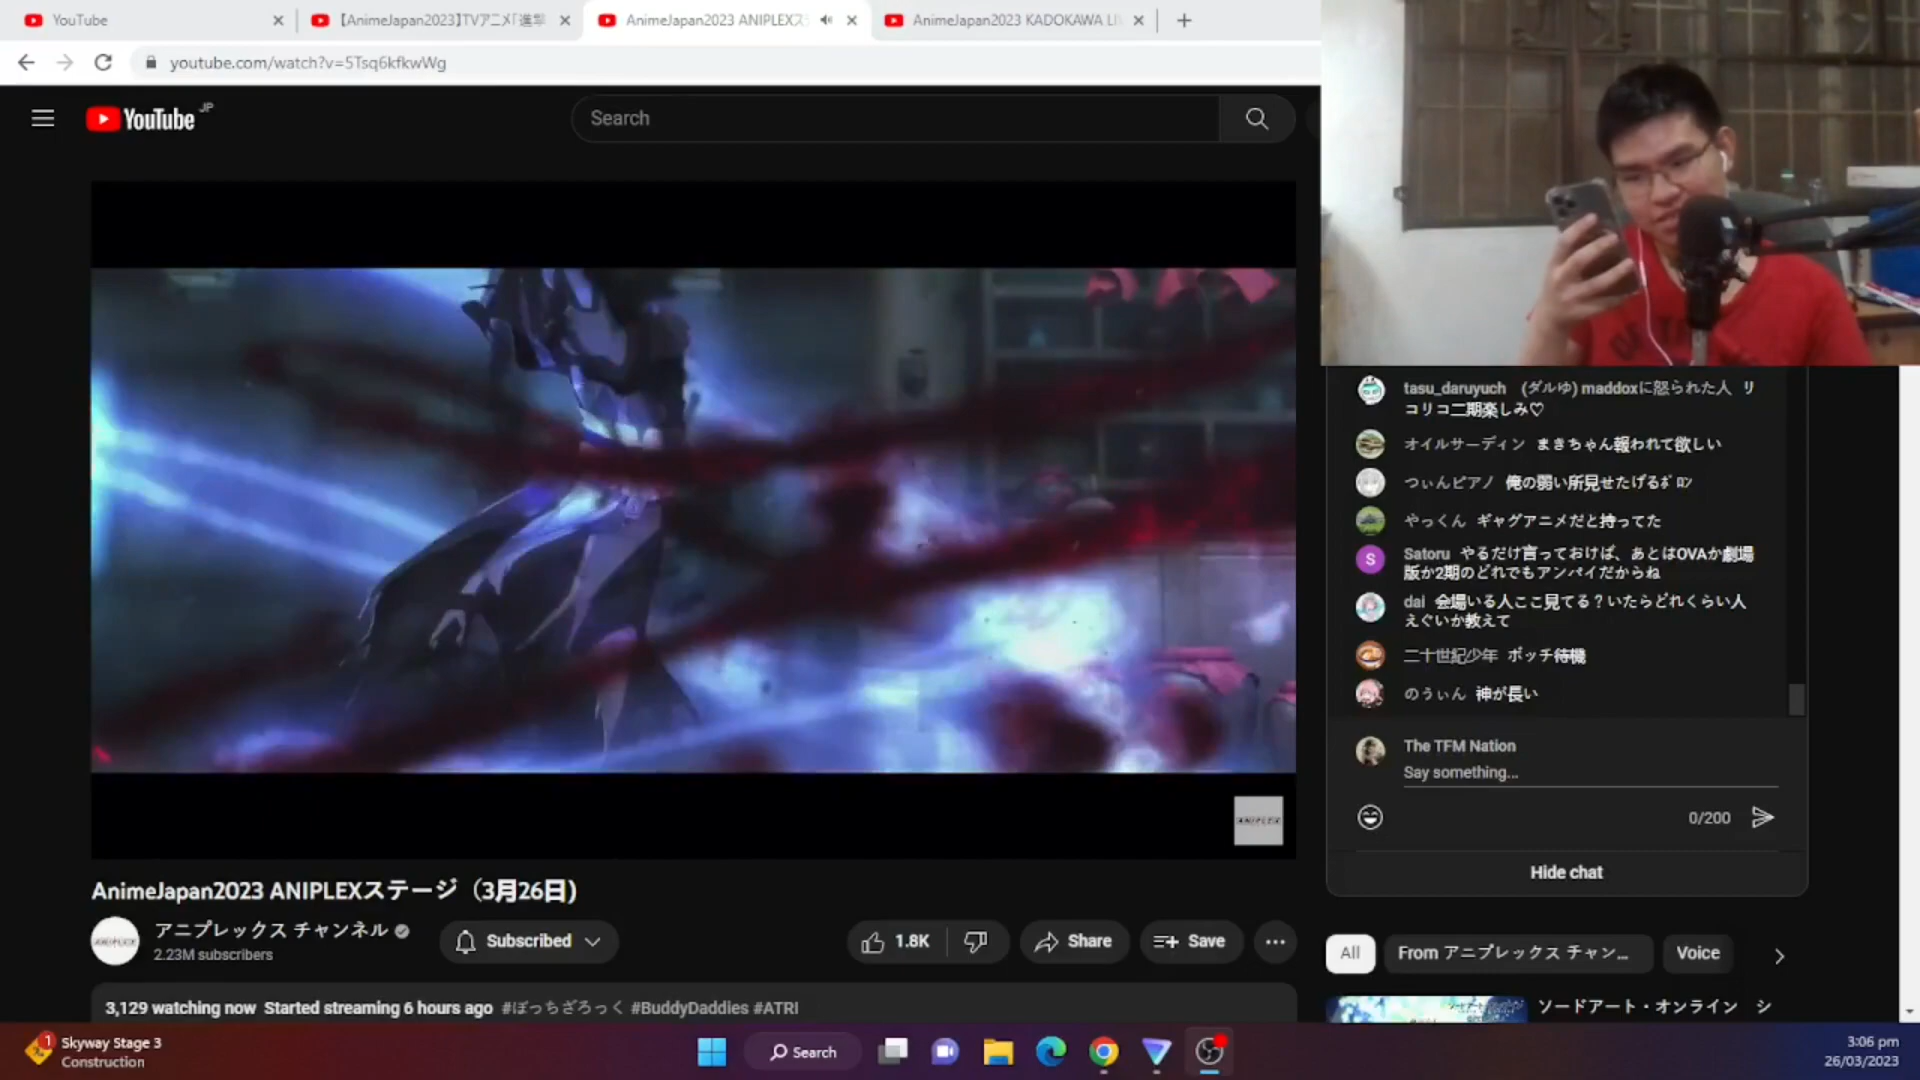 YouTube
【AnimeJapan2023】TVアニメ「進撃
AnimeJapan2023 ANIPLEXス
AnimeJapan2023 KADOKAWA LI
youtube.com/watch?v=5Tsq6kfkwWg
YouTube JP
Search
tasu_daruyuch (ダルゆ) maddoxに怒られた人 リ
コリコ二期楽しみ♡
オイルサーディン まきちゃん報われて欲しい
つぃんピアノ 俺の弱い所見せたげるﾎﾞﾛﾝ
やっくん ギャグアニメだと持ってた
Satoru やるだけ言っておけば、あとはOVAか劇場
版か2期のどれでもアンパイだからね
dai 会場いる人ここ見てる？いたらどれくらい人
えぐいか教えて
二十世紀少年 ボッチ待機
のうぃん 神が長い
The TFM Nation
Say something...
0/200
Hide chat
ANIPLEX
AnimeJapan2023 ANIPLEXステージ（3月26日）
アニプレックス チャンネル
2.23M subscribers
Subscribed
1.8K
Share
Save
All
From アニプレックス チャン...
Voice
3,129 watching now Started streaming 6 hours ago #ぼっちざろっく #BuddyDaddies #ATRI
ソードアート・オンライン シ
1
Skyway Stage 3
Construction
Search
3:06 pm
26/03/2023